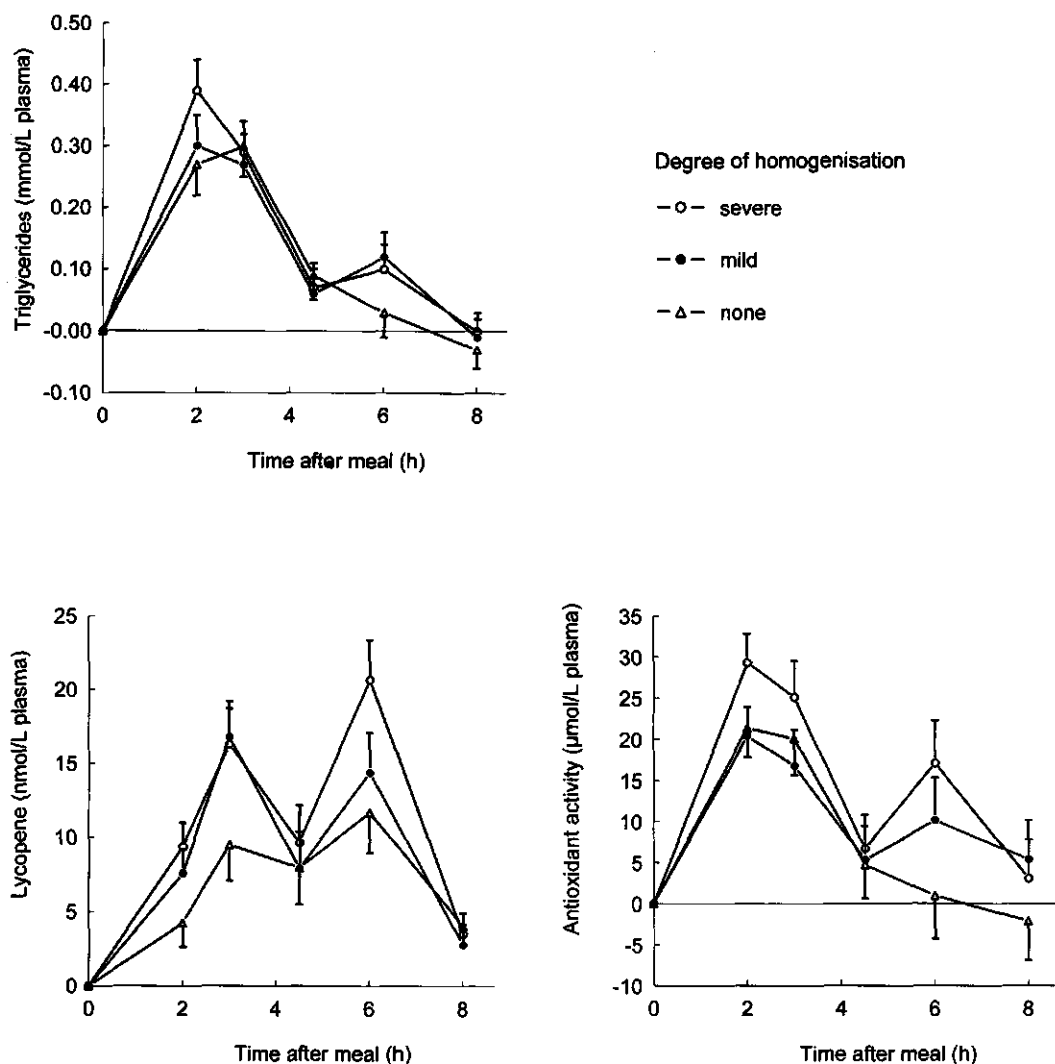 Triglycerides (mmol/L plasma)
0.50
0.40
0.30
0.20
0.10
-0.00
-0.10
0 2 4 6 8
Time after meal (h)
Degree of homogenisation
severe
mild
none
Lycopene (nmol/L plasma)
25
20
15
10
5
0
0 2 4 6 8
Time after meal (h)
Antioxidant activity (µmol/L plasma)
35
30
25
20
15
10
5
0
-5
-10
0 2 4 6 8
Time after meal (h)